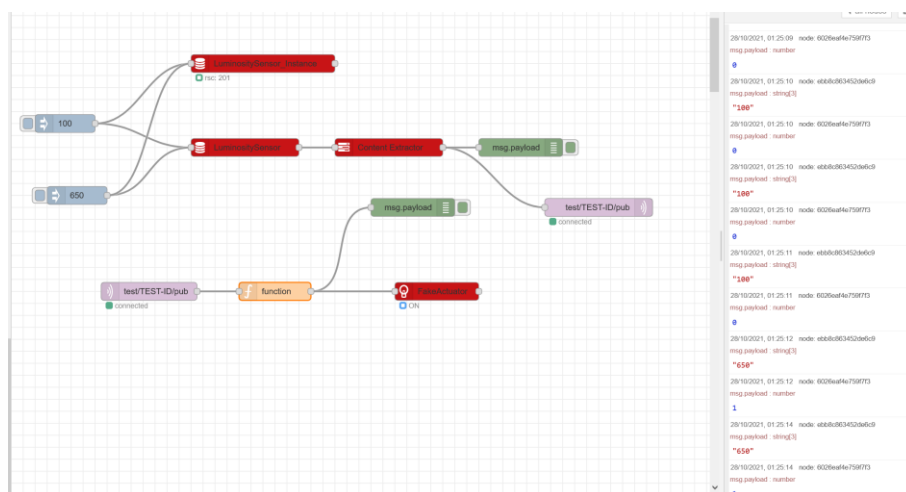 LuminositySensor_Instance
rsc: 201
100
LuminositySensor
Content Extractor
msg.payload
650
msg.payload
test/TEST-ID/pub
connected
test/TEST-ID/pub
connected
function
FakeActuator
ON
28/10/2021, 01:25:09 node: 6026eaf4e759f7f3
msg.payload : number
0
28/10/2021, 01:25:10 node: ebb8c863452de6c9
msg.payload : string[3]
"100"
28/10/2021, 01:25:10 node: 6026eaf4e759f7f3
msg.payload : number
0
28/10/2021, 01:25:10 node: ebb8c863452de6c9
msg.payload : string[3]
"100"
28/10/2021, 01:25:10 node: 6026eaf4e759f7f3
msg.payload : number
0
28/10/2021, 01:25:11 node: ebb8c863452de6c9
msg.payload : string[3]
"100"
28/10/2021, 01:25:11 node: 6026eaf4e759f7f3
msg.payload : number
0
28/10/2021, 01:25:12 node: ebb8c863452de6c9
msg.payload : string[3]
"650"
28/10/2021, 01:25:12 node: 6026eaf4e759f7f3
msg.payload : number
1
28/10/2021, 01:25:14 node: ebb8c863452de6c9
msg.payload : string[3]
"650"
28/10/2021, 01:25:14 node: 6026eaf4e759f7f3
msg.payload : number